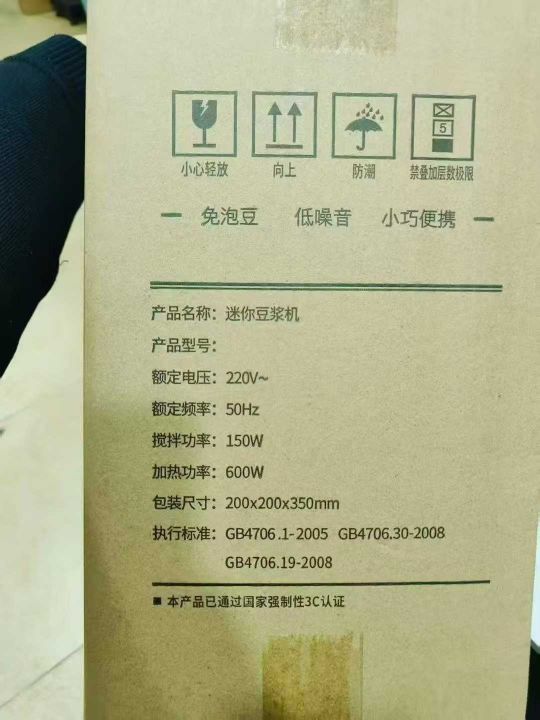 5
小心轻放 向上 防潮 禁叠加层数极限
免泡豆 低噪音 小巧便携
产品名称：迷你豆浆机
产品型号：
额定电压：220V~
额定频率：50Hz
搅拌功率：150W
加热功率：600W
包装尺寸：200x200x350mm
执行标准：GB4706.1-2005 GB4706.30-2008
GB4706.19-2008
■ 本产品已通过国家强制性3C认证